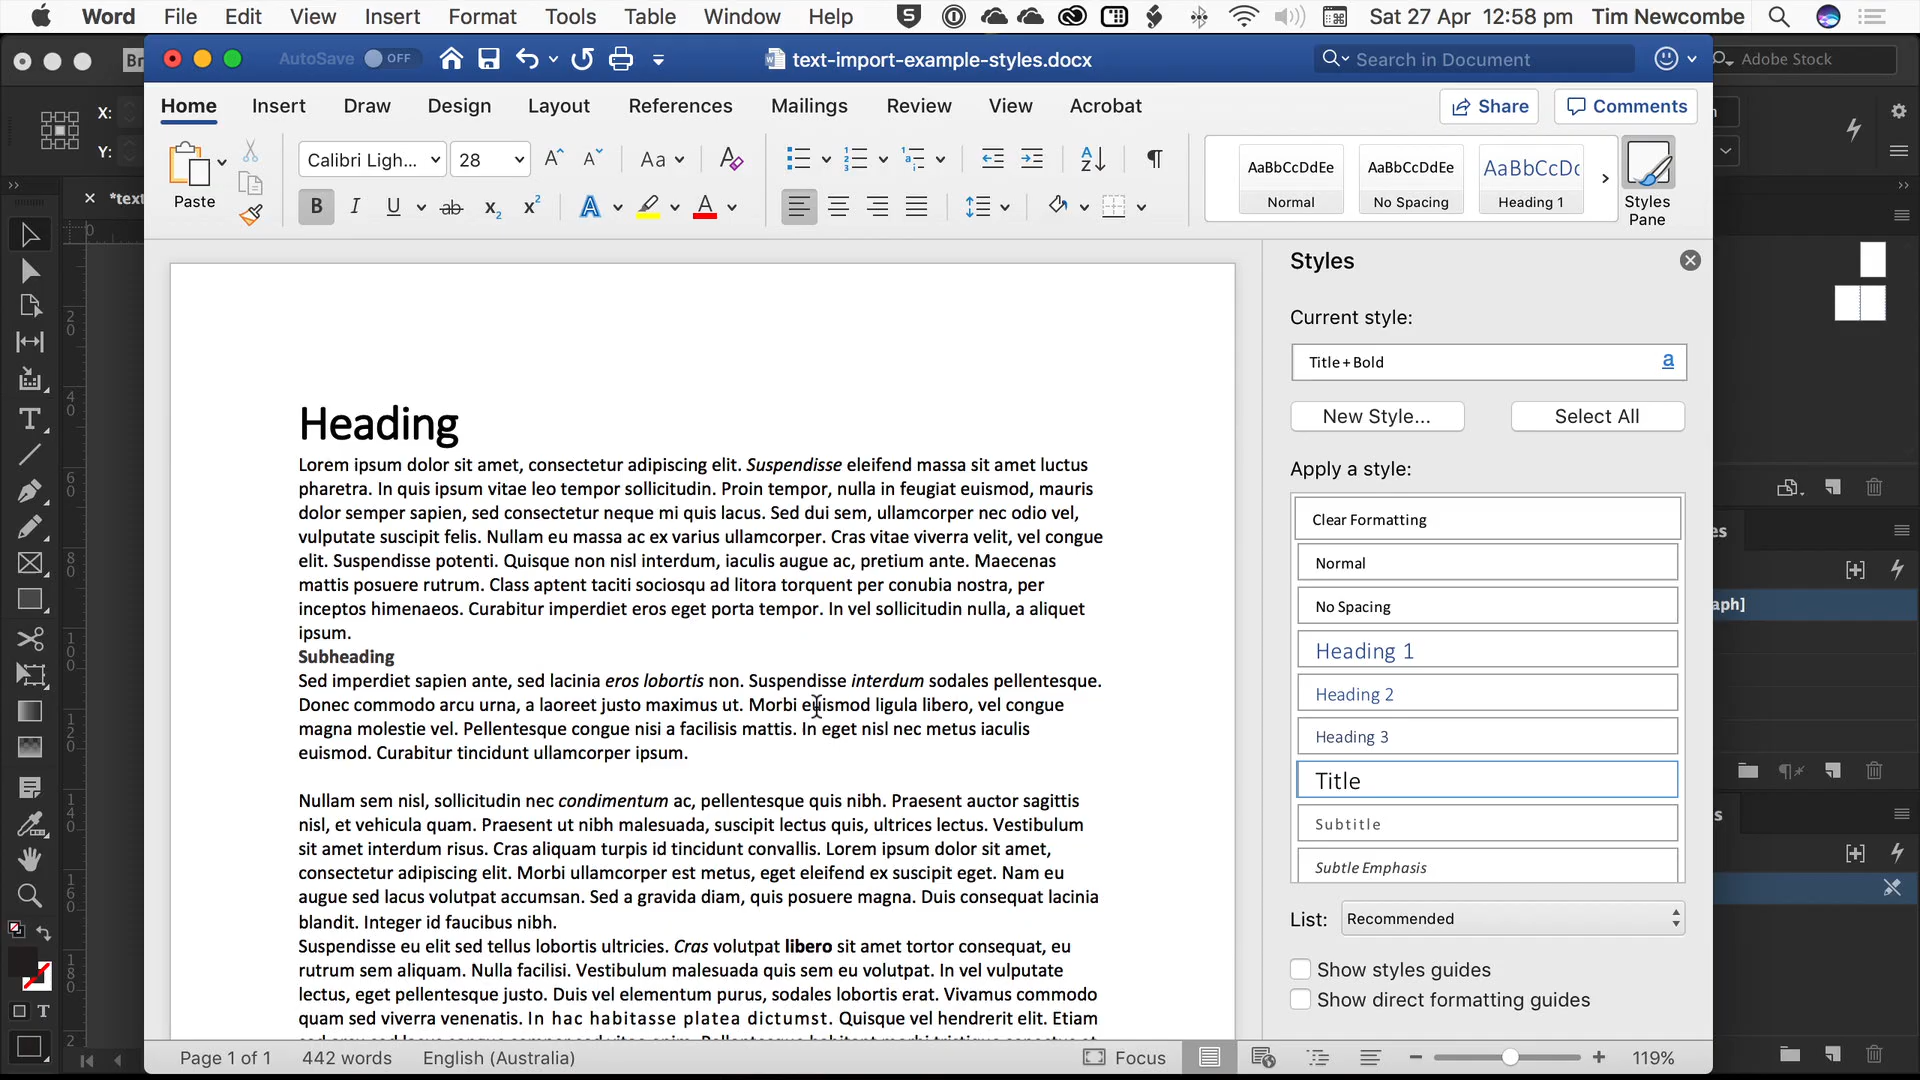 Word File Edit View Insert Format Tools Table Window Help Sat 27 Apr 12:58 pm Tim Newcombe
Br AutoSave OFF text-import-example-styles.docx Search in Document Adobe Stock
Home Insert Draw Design Layout References Mailings Review View Acrobat Share Comments
X:
Y:
Paste
Calibri Ligh... 28
AaBbCcDdEe Normal
AaBbCcDdEe No Spacing
AaBbCcDc Heading 1
Styles
Pane
*text
Styles
Current style:
Title + Bold
New Style... Select All
Apply a style:
Clear Formatting
Normal
No Spacing
Heading 1
Heading 2
Heading 3
Title
Subtitle
Subtle Emphasis
List: Recommended
Show styles guides
Show direct formatting guides
Heading
Lorem ipsum dolor sit amet, consectetur adipiscing elit. Suspendisse eleifend massa sit amet luctus
pharetra. In quis ipsum vitae leo tempor sollicitudin. Proin tempor, nulla in feugiat euismod, mauris
dolor semper sapien, sed consectetur neque mi quis lacus. Sed dui sem, ullamcorper nec odio vel,
vulputate suscipit felis. Nullam eu massa ac ex varius ullamcorper. Cras vitae viverra velit, vel congue
elit. Suspendisse potenti. Quisque non nisl interdum, iaculis augue ac, pretium ante. Maecenas
mattis posuere rutrum. Class aptent taciti sociosqu ad litora torquent per conubia nostra, per
inceptos himenaeos. Curabitur imperdiet eros eget porta tempor. In vel sollicitudin nulla, a aliquet
ipsum.
Subheading
Sed imperdiet sapien ante, sed lacinia eros lobortis non. Suspendisse interdum sodales pellentesque.
Donec commodo arcu urna, a laoreet justo maximus ut. Morbi euismod ligula libero, vel congue
magna molestie vel. Pellentesque congue nisi a facilisis mattis. In eget nisl nec metus iaculis
euismod. Curabitur tincidunt ullamcorper ipsum.
Nullam sem nisl, sollicitudin nec condimentum ac, pellentesque quis nibh. Praesent auctor sagittis
nisl, et vehicula quam. Praesent ut nibh malesuada, suscipit lectus quis, ultrices lectus. Vestibulum
sit amet interdum risus. Cras aliquam turpis id tincidunt convallis. Lorem ipsum dolor sit amet,
consectetur adipiscing elit. Morbi ullamcorper est metus, eget eleifend ex suscipit eget. Nam eu
augue sed lacus volutpat accumsan. Sed a gravida diam, quis posuere magna. Duis consequat lacinia
blandit. Integer id faucibus nibh.
Suspendisse eu elit sed tellus lobortis ultricies. Cras volutpat libero sit amet tortor consequat, eu
rutrum sem aliquam. Nulla facilisi. Vestibulum malesuada quis sem eu volutpat. In vel vulputate
lectus, eget pellentesque justo. Duis vel elementum purus, sodales lobortis erat. Vivamus commodo
quam sed viverra venenatis. In hac habitasse platea dictumst. Quisque vel hendrerit elit. Etiam
Page 1 of 1 442 words English (Australia) Focus 119%